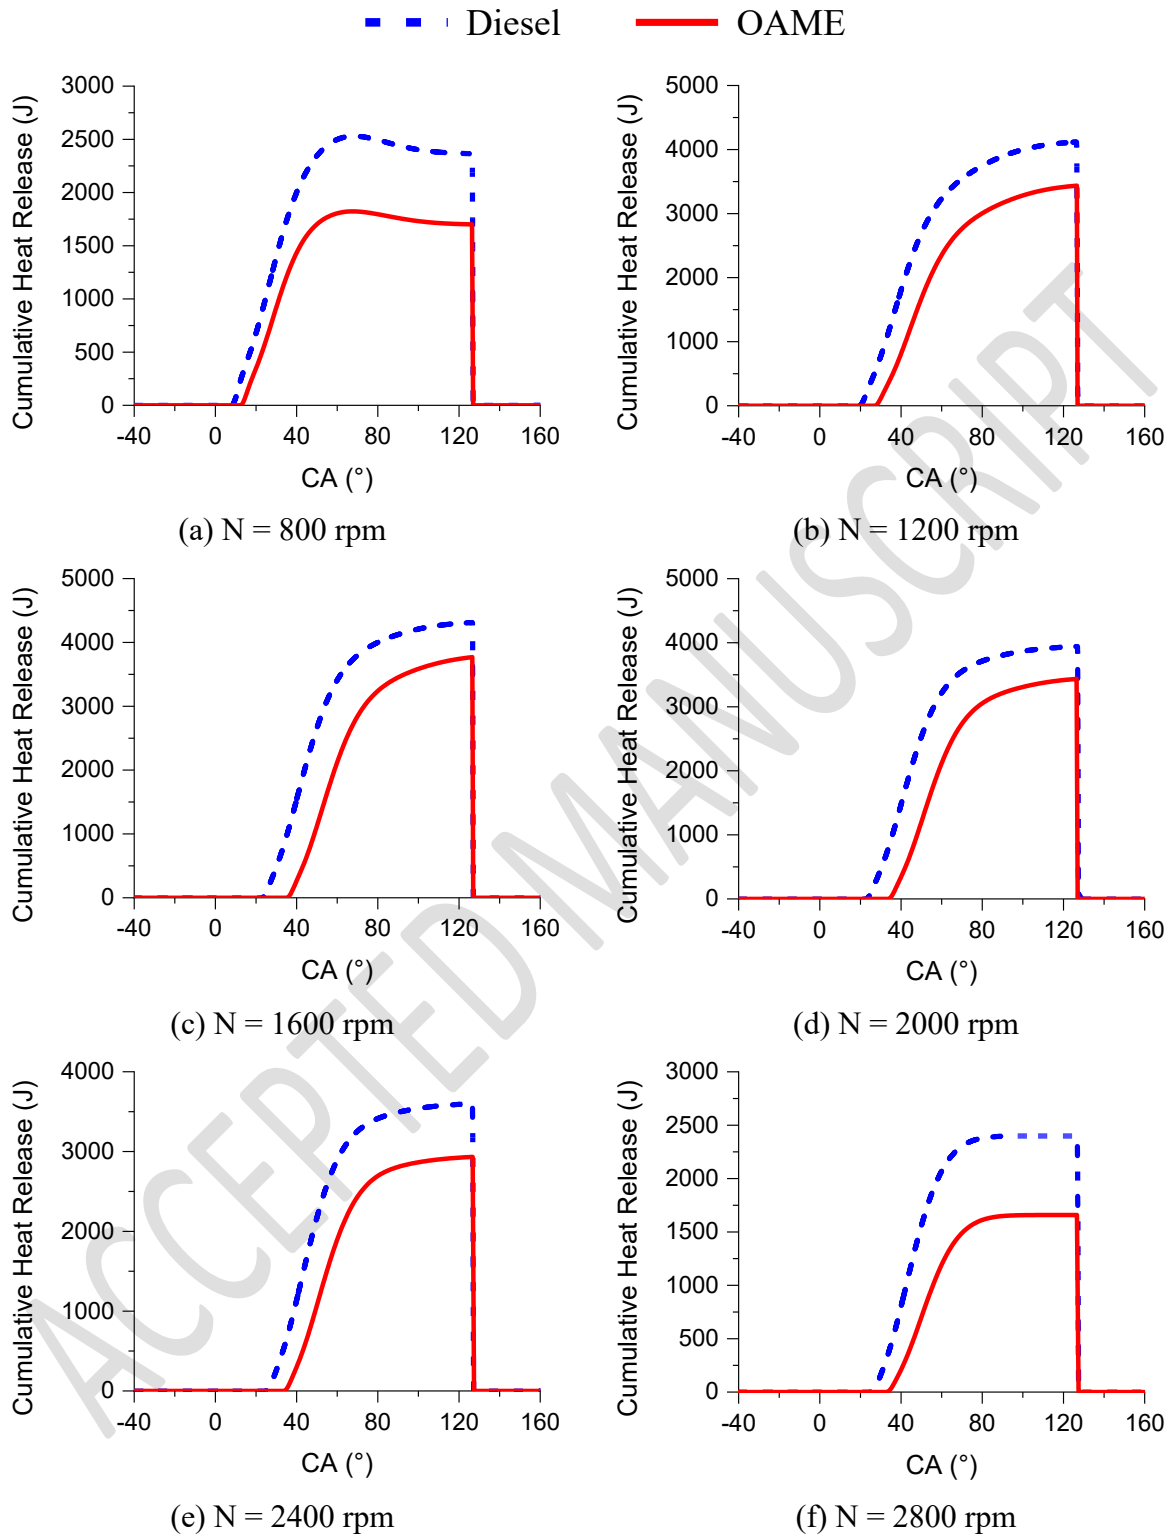 Diesel OAME
Cumulative Heat Release (J)
3000
2500
2000
1500
1000
500
0
-40 0 40 80 120 160
CA (°)
(a) N = 800 rpm
Cumulative Heat Release (J)
5000
4000
3000
2000
1000
0
-40 0 40 80 120 160
CA (°)
(b) N = 1200 rpm
Cumulative Heat Release (J)
5000
4000
3000
2000
1000
0
-40 0 40 80 120 160
CA (°)
(c) N = 1600 rpm
Cumulative Heat Release (J)
5000
4000
3000
2000
1000
0
-40 0 40 80 120 160
CA (°)
(d) N = 2000 rpm
Cumulative Heat Release (J)
4000
3000
2000
1000
0
-40 0 40 80 120 160
CA (°)
(e) N = 2400 rpm
Cumulative Heat Release (J)
3000
2500
2000
1500
1000
500
0
-40 0 40 80 120 160
CA (°)
(f) N = 2800 rpm
ACCEPTED MANUSCRIPT